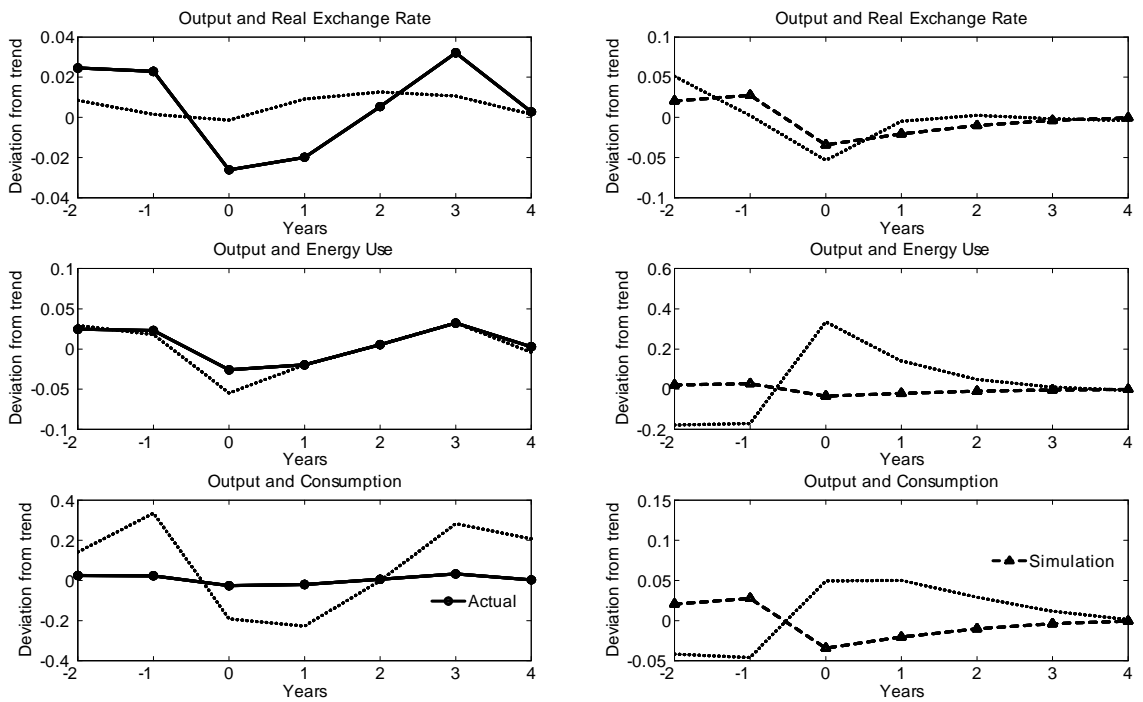 Output and Real Exchange Rate
0.04
0.02
0
-0.02
-0.04
Deviation from trend
-2 -1 0 1 2 3 4
Years
Output and Real Exchange Rate
0.1
0.05
0
-0.05
-0.1
Deviation from trend
-2 -1 0 1 2 3 4
Years
Output and Energy Use
0.1
0.05
0
-0.05
-0.1
Deviation from trend
-2 -1 0 1 2 3 4
Years
Output and Energy Use
0.6
0.4
0.2
0
-0.2
Deviation from trend
-2 -1 0 1 2 3 4
Years
Output and Consumption
0.4
0.2
0
-0.2
-0.4
Deviation from trend
Actual
-2 -1 0 1 2 3 4
Years
Output and Consumption
0.15
0.1
0.05
0
-0.05
Deviation from trend
Simulation
-2 -1 0 1 2 3 4
Years